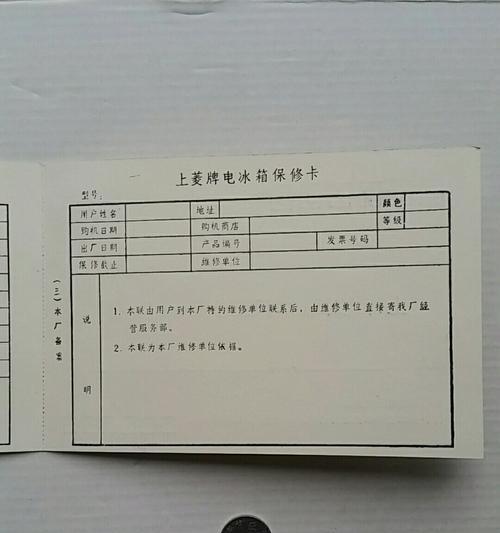 上菱牌电冰箱保修卡
型号:
用户姓名 地址 颜色
购机日期 购机商店 等级
出厂日期 产品编号 发票号码
保修截止 维修单位
说明
1. 本联由用户到本厂特约维修单位联系后，由维修单位直接寄我厂经
营服务部。
2. 本联为本厂维修单位依据。
(三)本厂备案